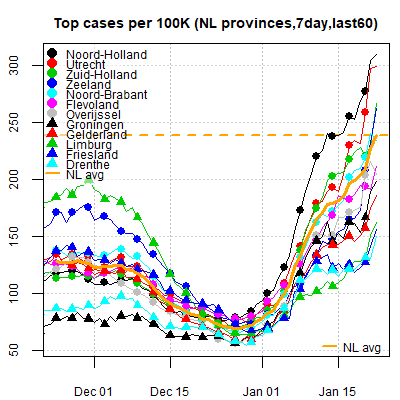 Top cases per 100K (NL provinces,7day,last60)
300
250
200
150
100
50
Noord-Holland
Utrecht
Zuid-Holland
Zeeland
Noord-Brabant
Flevoland
Overijssel
Groningen
Gelderland
Limburg
Friesland
Drenthe
NL avg
NL avg
Dec 01
Dec 15
Jan 01
Jan 15